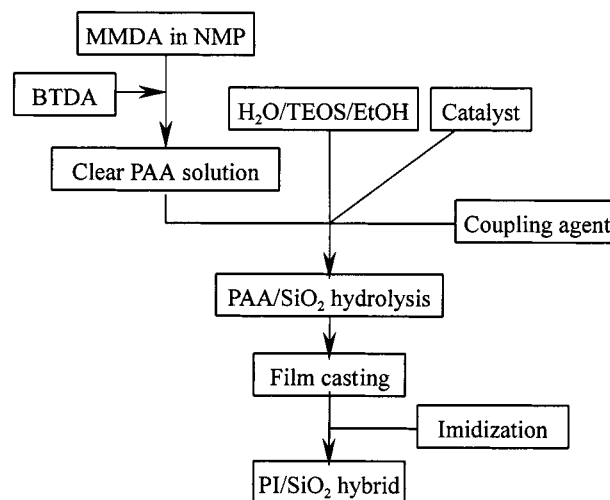 MMDA in NMP
BTDA
H₂O/TEOS/EtOH
Catalyst
Clear PAA solution
Coupling agent
PAA/SiO₂ hydrolysis
Film casting
Imidization
PI/SiO₂ hybrid